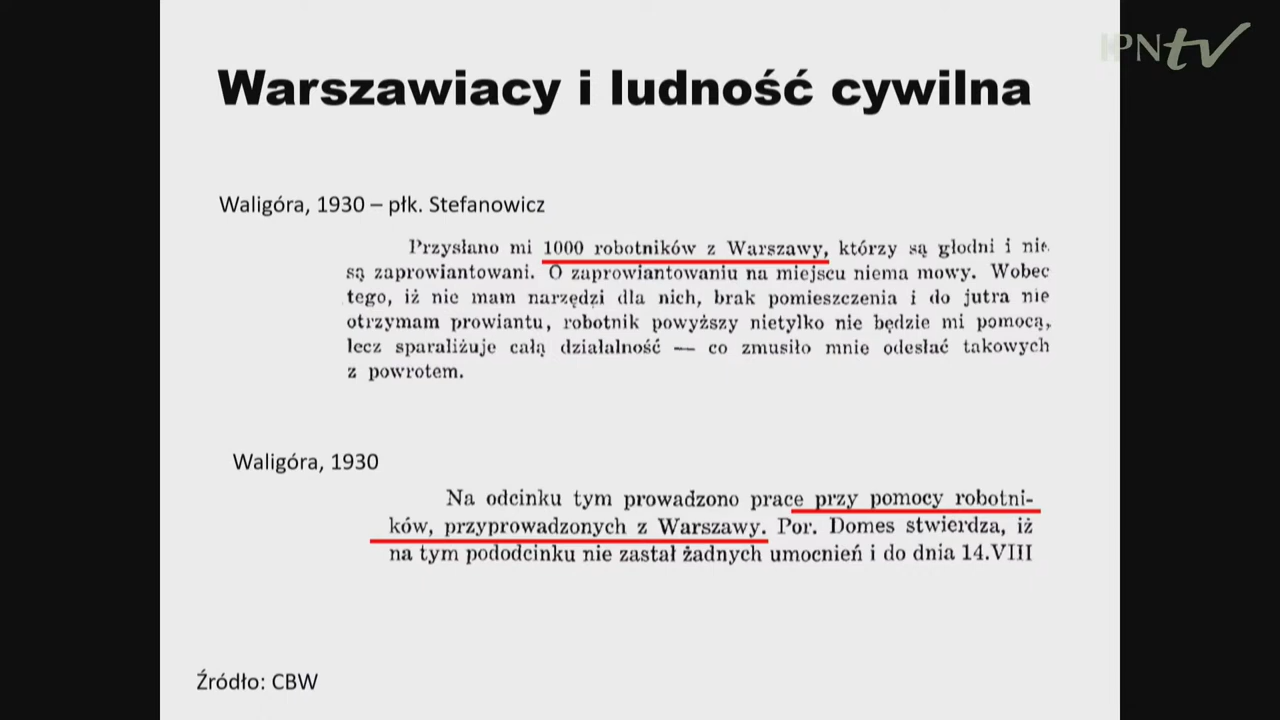 IPNtv
Warszawiacy i ludność cywilna
Waligóra, 1930 – płk. Stefanowicz
Przysłano mi 1000 robotników z Warszawy, którzy są głodni i nie
są zaprowiantowani. O zaprowiantowaniu na miejscu niema mowy. Wobec
tego, iż nie mam narzędzi dla nich, brak pomieszczenia i do jutra nie
otrzymam prowiantu, robotnik powyższy nietylko nie będzie mi pomocą,
lecz sparaliżuje całą działalność — co zmusiło mnie odesłać takowych
z powrotem.
Waligóra, 1930
Na odcinku tym prowadzono prace przy pomocy robotni-
ków, przyprowadzonych z Warszawy. Por. Domes stwierdza, iż
na tym pododcinku nie zastał żadnych umocnień i do dnia 14.VIII
Źródło: CBW